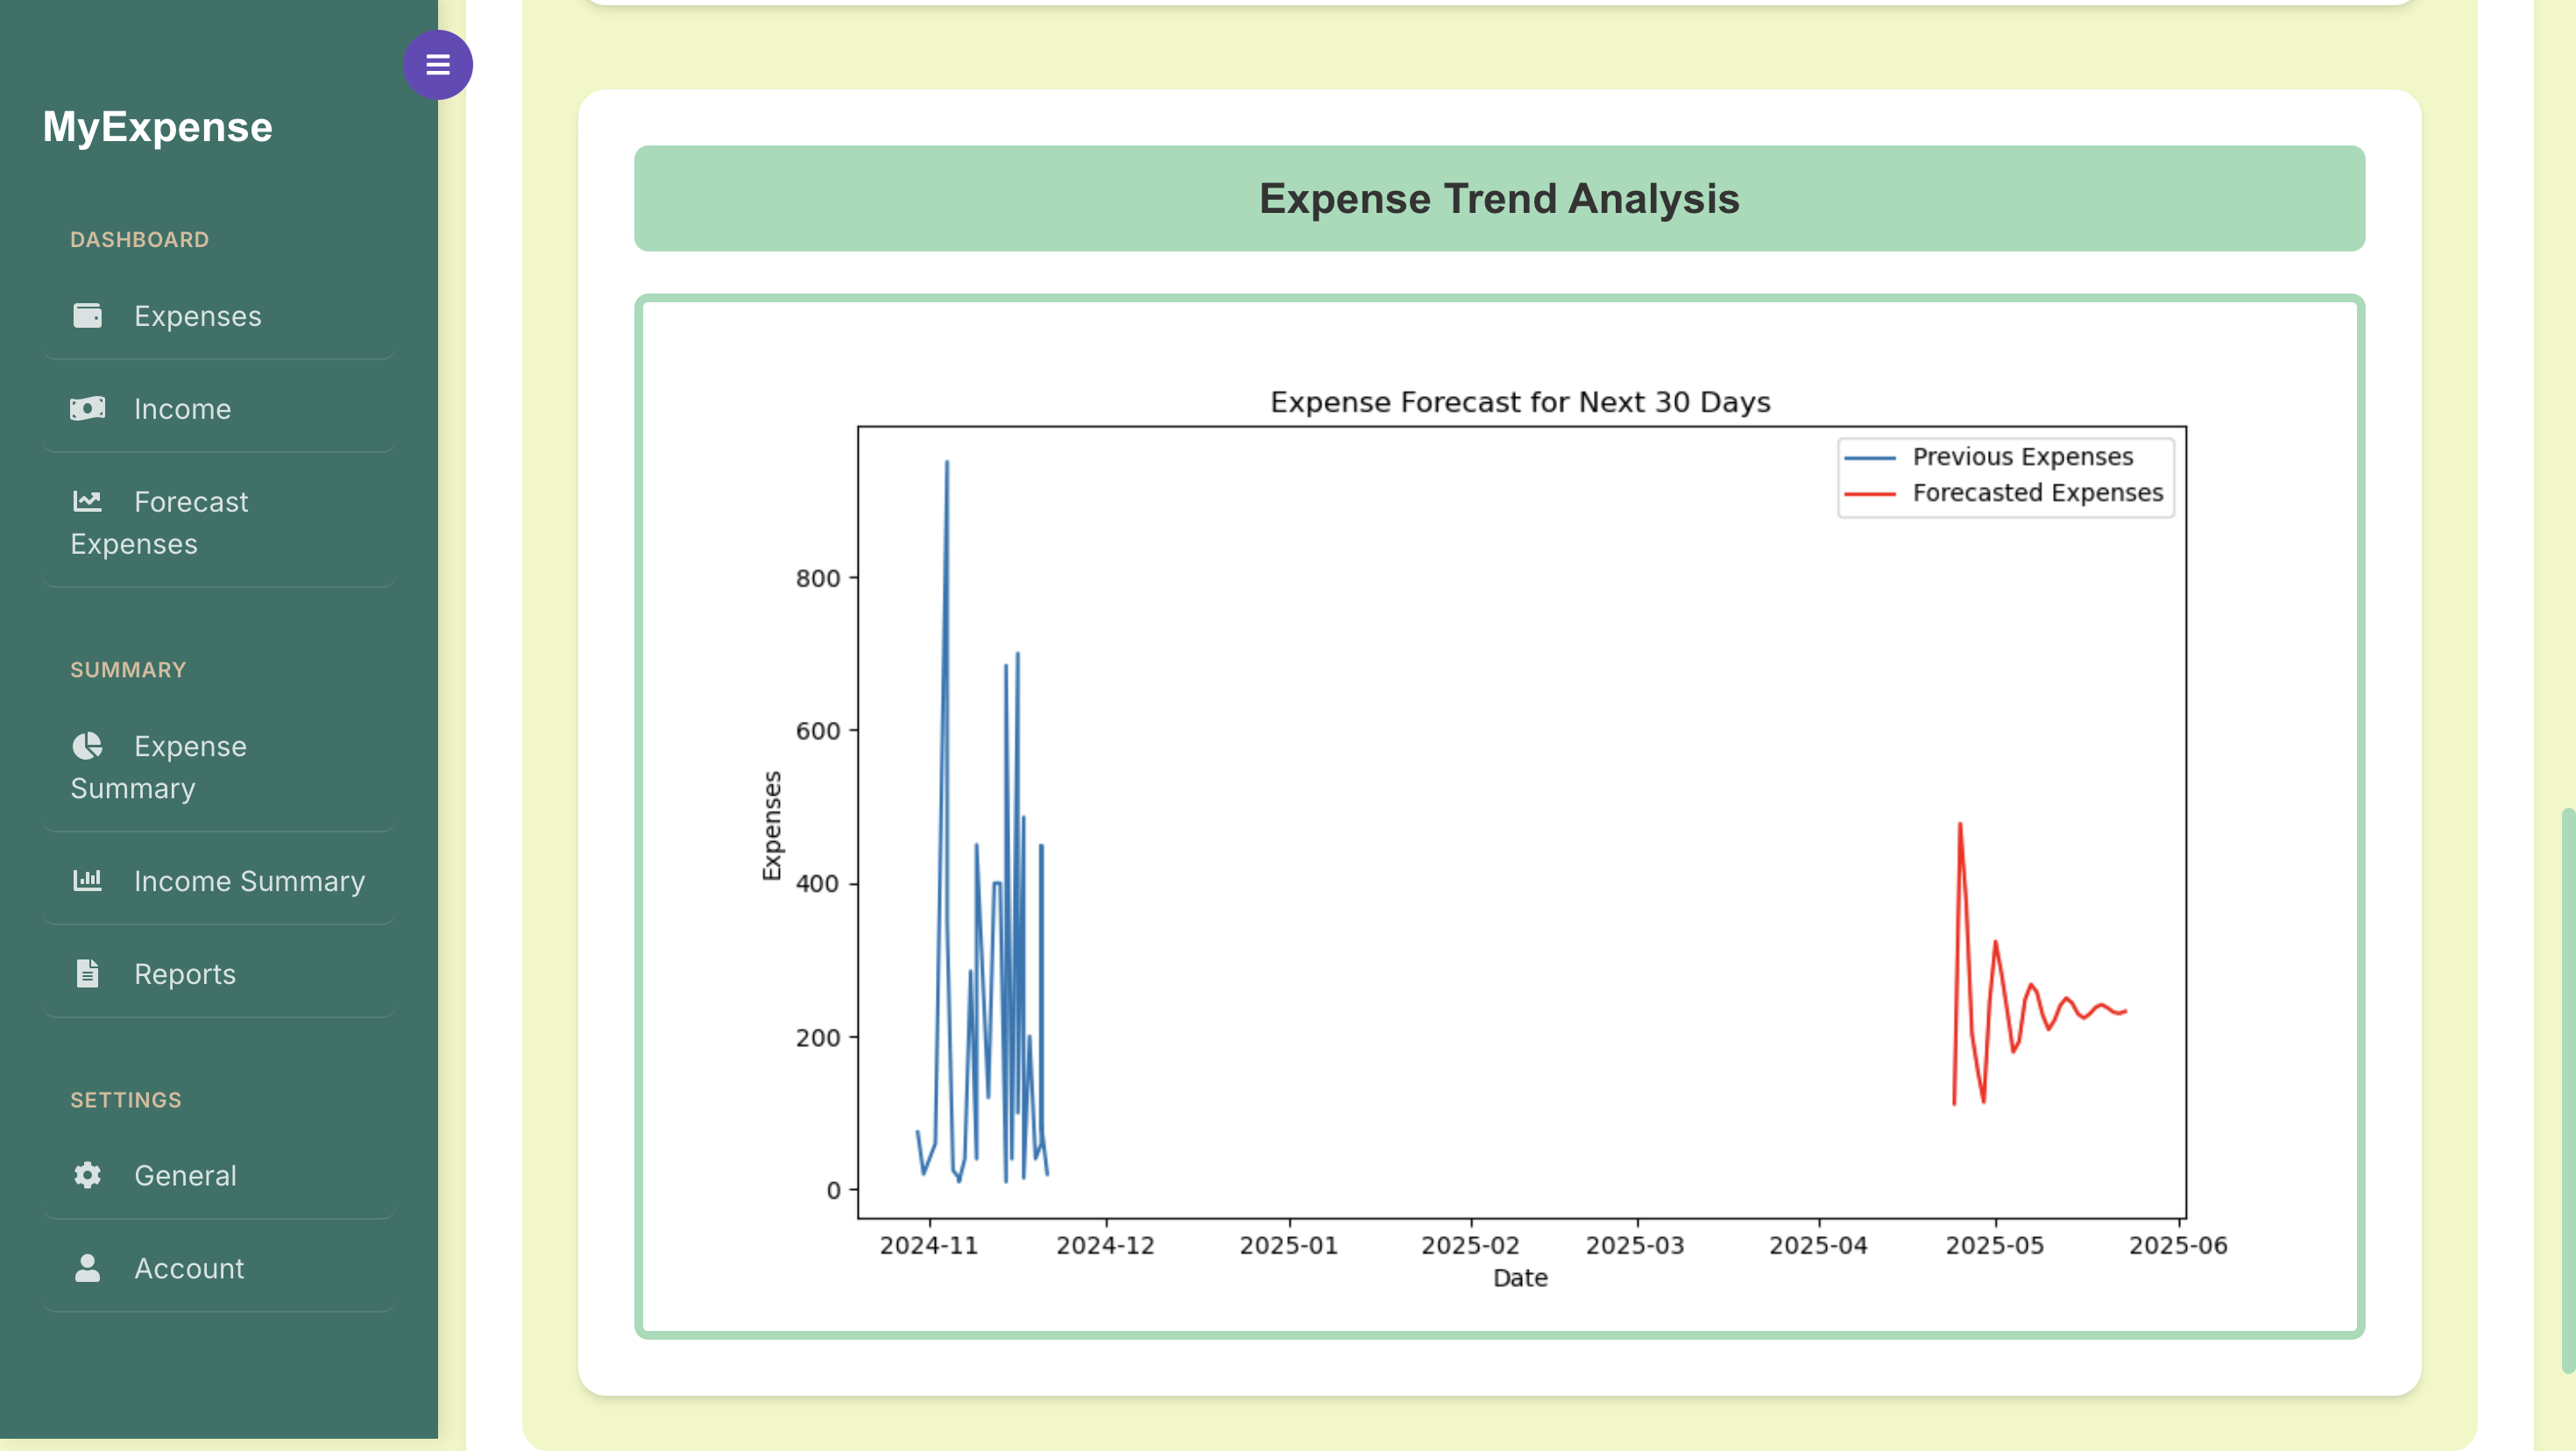 MyExpense
DASHBOARD
Expenses
Income
Forecast
Expenses
SUMMARY
Expense
Summary
Income Summary
Reports
SETTINGS
General
Account
Expense Trend Analysis
Expense Forecast for Next 30 Days
Previous Expenses
Forecasted Expenses
Expenses
800
600
400
200
0
2024-11 2024-12 2025-01 2025-02 2025-03 2025-04 2025-05 2025-06
Date